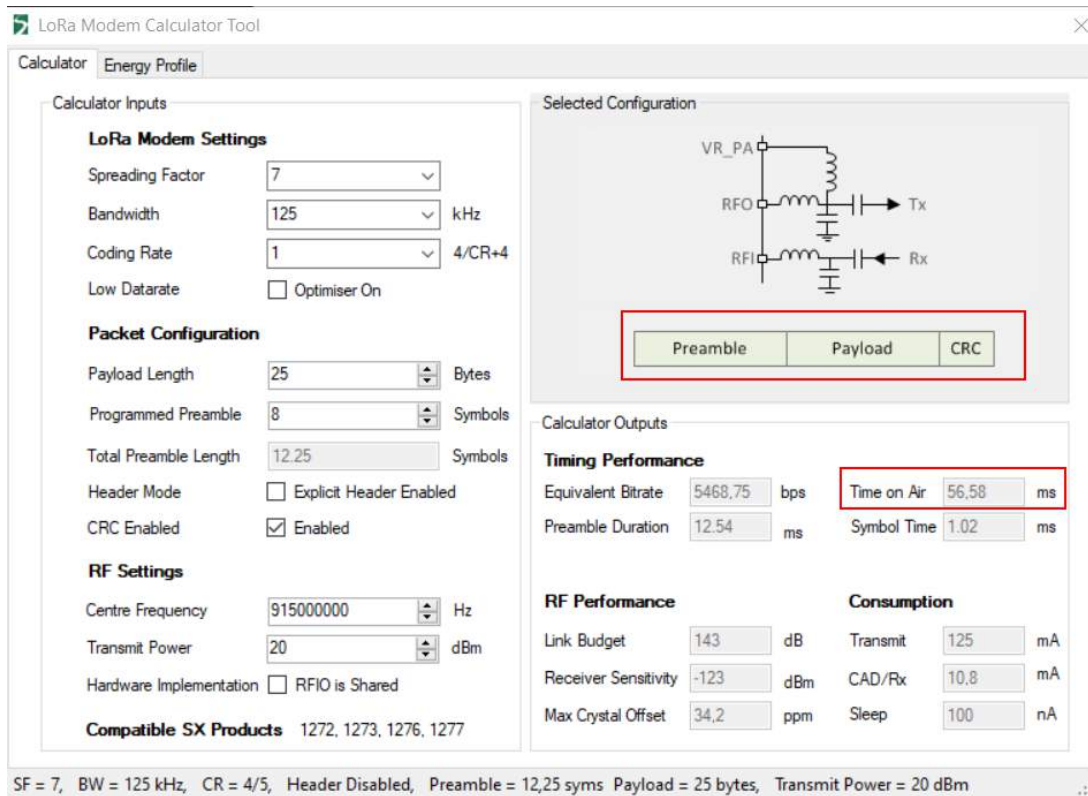 LoRa Modem Calculator Tool
Calculator
Energy Profile
Calculator Inputs
LoRa Modem Settings
Spreading Factor 7
Bandwidth 125 kHz
Coding Rate 1 4/CR+4
Low Datarate Optimiser On
Packet Configuration
Payload Length 25 Bytes
Programmed Preamble 8 Symbols
Total Preamble Length 12.25 Symbols
Header Mode Explicit Header Enabled
CRC Enabled Enabled
RF Settings
Centre Frequency 915000000 Hz
Transmit Power 20 dBm
Hardware Implementation RFIO is Shared
Compatible SX Products 1272, 1273, 1276, 1277
Selected Configuration
VR_PA
RFO Tx
RFI Rx
Preamble Payload CRC
Calculator Outputs
Timing Performance
Equivalent Bitrate 5468,75 bps Time on Air 56,58 ms
Preamble Duration 12.54 ms Symbol Time 1.02 ms
RF Performance Consumption
Link Budget 143 dB Transmit 125 mA
Receiver Sensitivity -123 dBm CAD/Rx 10,8 mA
Max Crystal Offset 34,2 ppm Sleep 100 nA
SF = 7, BW = 125 kHz, CR = 4/5, Header Disabled, Preamble = 12,25 syms Payload = 25 bytes, Transmit Power = 20 dBm